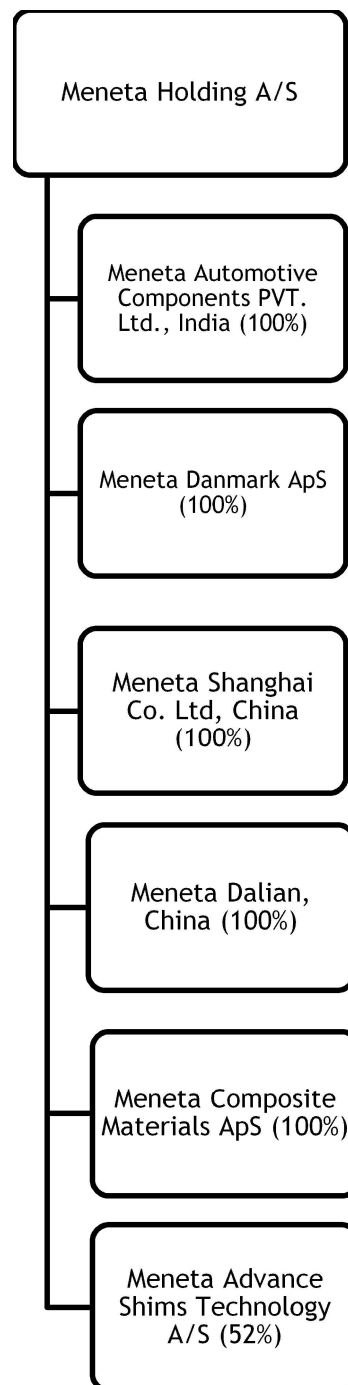 Meneta Holding A/S
Meneta Automotive
Components PVT.
Ltd., India (100%)
Meneta Danmark ApS
(100%)
Meneta Shanghai
Co. Ltd, China
(100%)
Meneta Dalian,
China (100%)
Meneta Composite
Materials ApS (100%)
Meneta Advance
Shims Technology
A/S (52%)